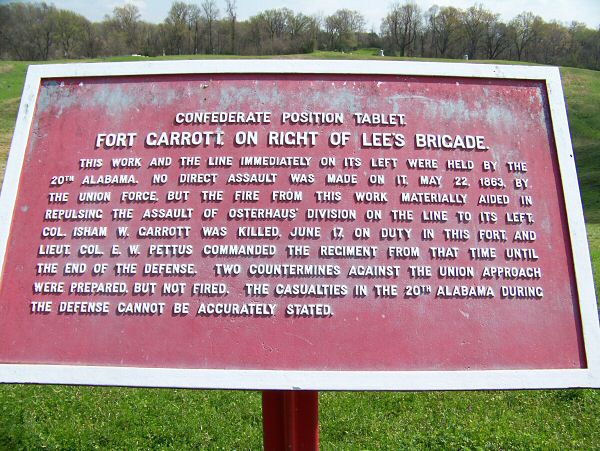 CONFEDERATE POSITION TABLET.
FORT GARROTT. ON RIGHT OF LEE'S BRIGADE.
THIS WORK AND THE LINE IMMEDIATELY ON ITS LEFT WERE HELD BY THE
20TH ALABAMA. NO DIRECT ASSAULT WAS MADE ON IT, MAY 22, 1863, BY
THE UNION FORCE, BUT THE FIRE FROM THIS WORK MATERIALLY AIDED IN
REPULSING THE ASSAULT OF OSTERHAUS' DIVISION ON THE LINE TO ITS LEFT.
COL. ISHAM W. GARROTT WAS KILLED, JUNE 17, ON DUTY IN THIS FORT, AND
LIEUT. COL. E. W. PETTUS COMMANDED THE REGIMENT FROM THAT TIME UNTIL
THE END OF THE DEFENSE. TWO COUNTERMINES AGAINST THE UNION APPROACH
WERE PREPARED, BUT NOT FIRED. THE CASUALTIES IN THE 20TH ALABAMA DURING
THE DEFENSE CANNOT BE ACCURATELY STATED.